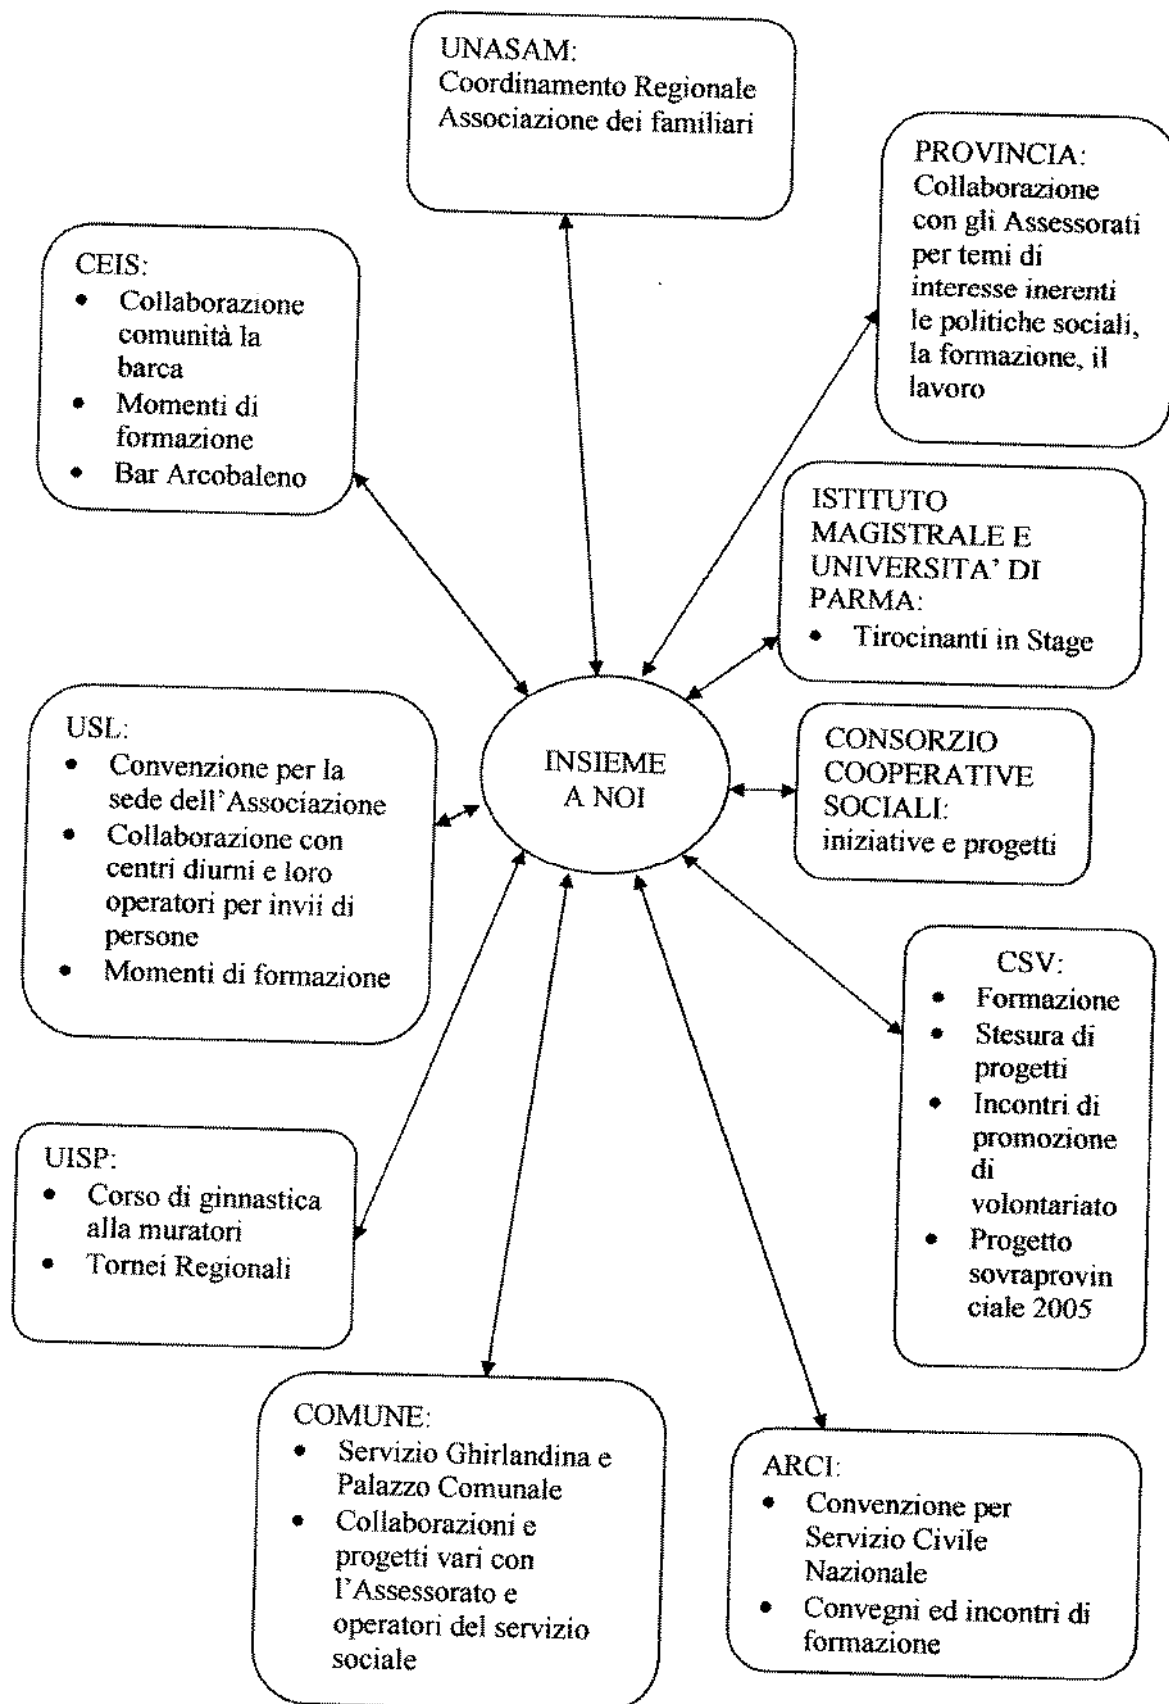 UNASAM:
Coordinamento Regionale
Associazione dei familiari
PROVINCIA:
Collaborazione
con gli Assessorati
per temi di
interesse inerenti
le politiche sociali,
la formazione, il
lavoro
CEIS:
• Collaborazione
comunità la
barca
• Momenti di
formazione
• Bar Arcobaleno
ISTITUTO
MAGISTRALE E
UNIVERSITA' DI
PARMA:
• Tirocinanti in Stage
USL:
• Convenzione per la
sede dell'Associazione
• Collaborazione con
centri diurni e loro
operatori per invii di
persone
• Momenti di formazione
INSIEME
A NOI
CONSORZIO
COOPERATIVE
SOCIALI:
iniziative e progetti
CSV:
• Formazione
• Stesura di
progetti
• Incontri di
promozione
di
volontariato
• Progetto
sovraprovin
ciale 2005
UISP:
• Corso di ginnastica
alla muratori
• Tornei Regionali
COMUNE:
• Servizio Ghirlandina e
Palazzo Comunale
• Collaborazioni e
progetti vari con
l'Assessorato e
operatori del servizio
sociale
ARCI:
• Convenzione per
Servizio Civile
Nazionale
• Convegni ed incontri di
formazione